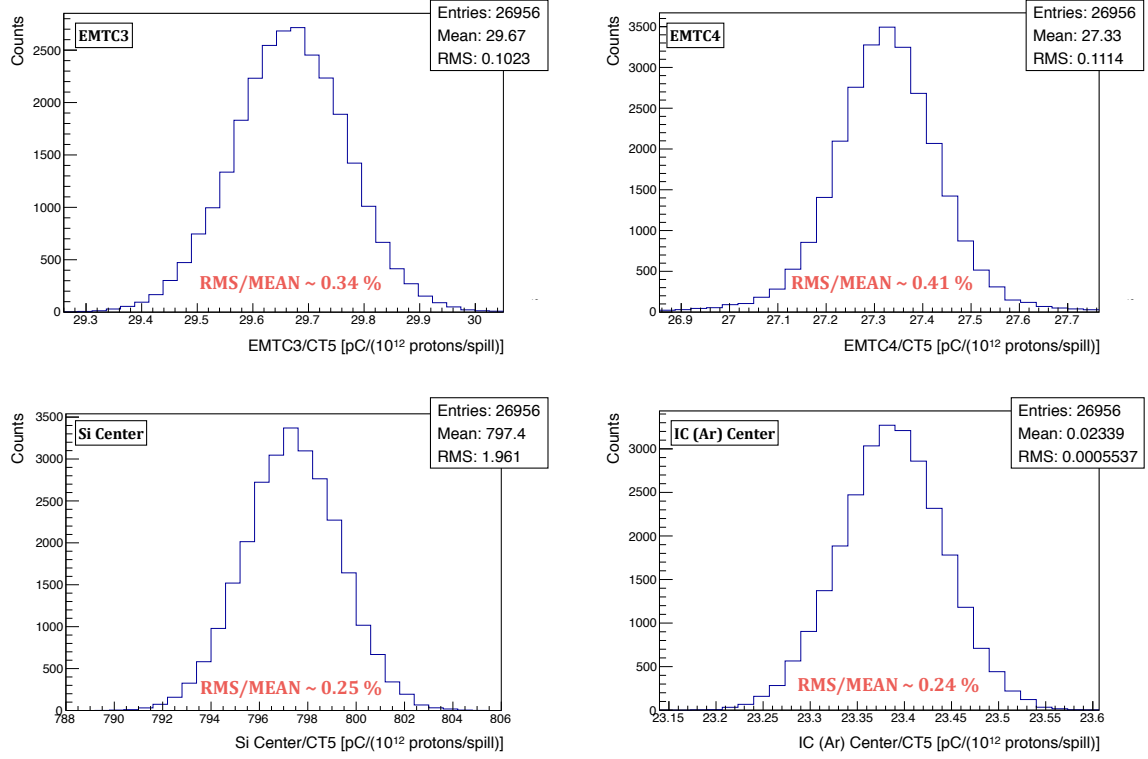 EMTC3
Entries: 26956
Mean: 29.67
RMS: 0.1023
Counts
2500
2000
1500
1000
500
0
RMS/MEAN ~ 0.34 %
29.3 29.4 29.5 29.6 29.7 29.8 29.9 30
EMTC3/CT5 [pC/(10¹² protons/spill)]
EMTC4
Entries: 26956
Mean: 27.33
RMS: 0.1114
Counts
3500
3000
2500
2000
1500
1000
500
0
RMS/MEAN ~ 0.41 %
26.9 27 27.1 27.2 27.3 27.4 27.5 27.6 27.7
EMTC4/CT5 [pC/(10¹² protons/spill)]
Si Center
Entries: 26956
Mean: 797.4
RMS: 1.961
Counts
3500
3000
2500
2000
1500
1000
500
0
RMS/MEAN ~ 0.25 %
788 790 792 794 796 798 800 802 804 806
Si Center/CT5 [pC/(10¹² protons/spill)]
IC (Ar) Center
Entries: 26956
Mean: 0.02339
RMS: 0.0005537
Counts
3000
2500
2000
1500
1000
500
0
RMS/MEAN ~ 0.24 %
23.15 23.2 23.25 23.3 23.35 23.4 23.45 23.5 23.55 23.6
IC (Ar) Center/CT5 [pC/(10¹² protons/spill)]